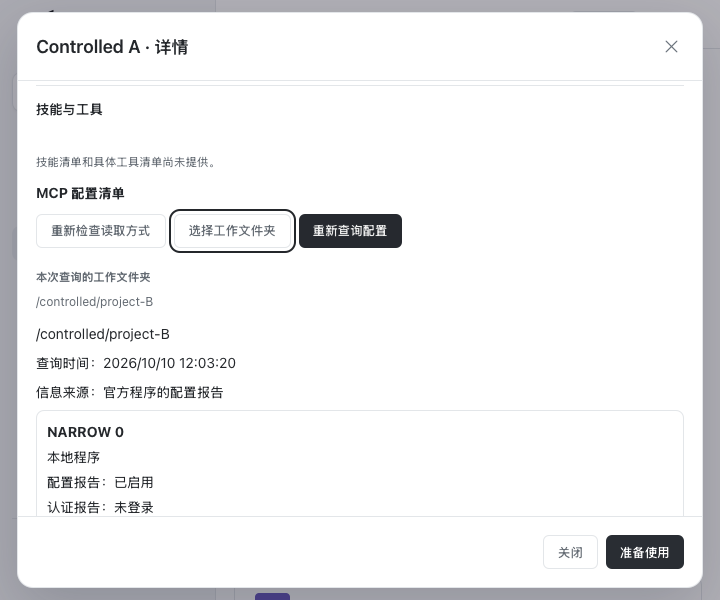 Controlled A · 详情
技能与工具
技能清单和具体工具清单尚未提供。
MCP 配置清单
重新检查读取方式 选择工作文件夹 重新查询配置
本次查询的工作文件夹
/controlled/project-B
/controlled/project-B
查询时间：2026/10/10 12:03:20
信息来源：官方程序的配置报告
NARROW 0
本地程序
配置报告：已启用
认证报告：未登录
关闭 准备使用